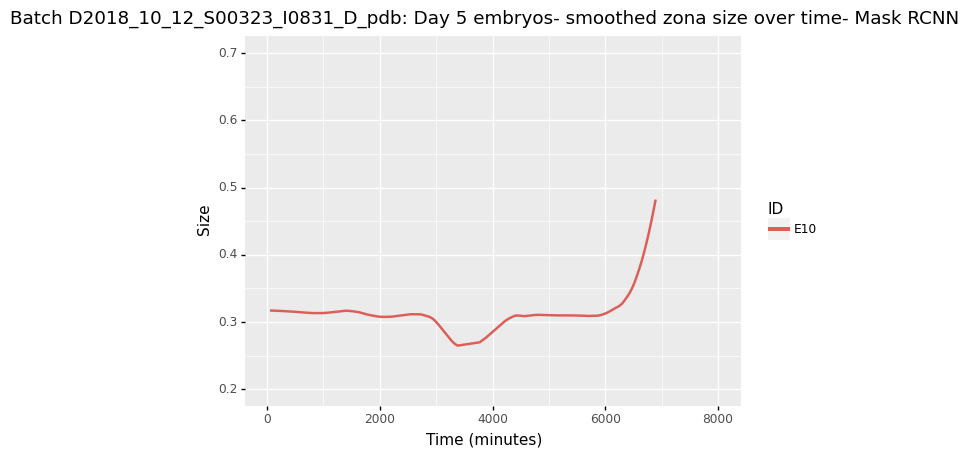 Batch D2018_10_12_S00323_I0831_D_pdb: Day 5 embryos- smoothed zona size over time- Mask RCNN
0.7
0.6
0.5
0.4
0.3
0.2
Size
0 2000 4000 6000 8000
Time (minutes)
ID
E10